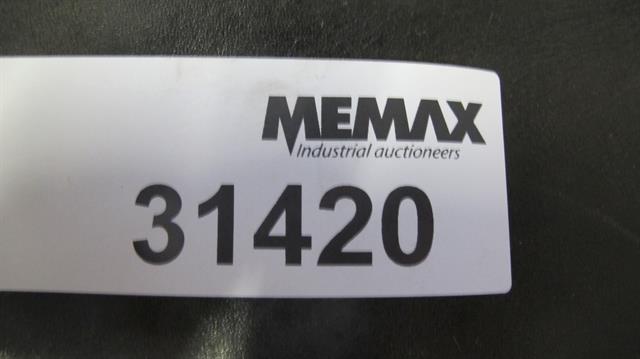 MEMAX
Industrial auctioneers
31420